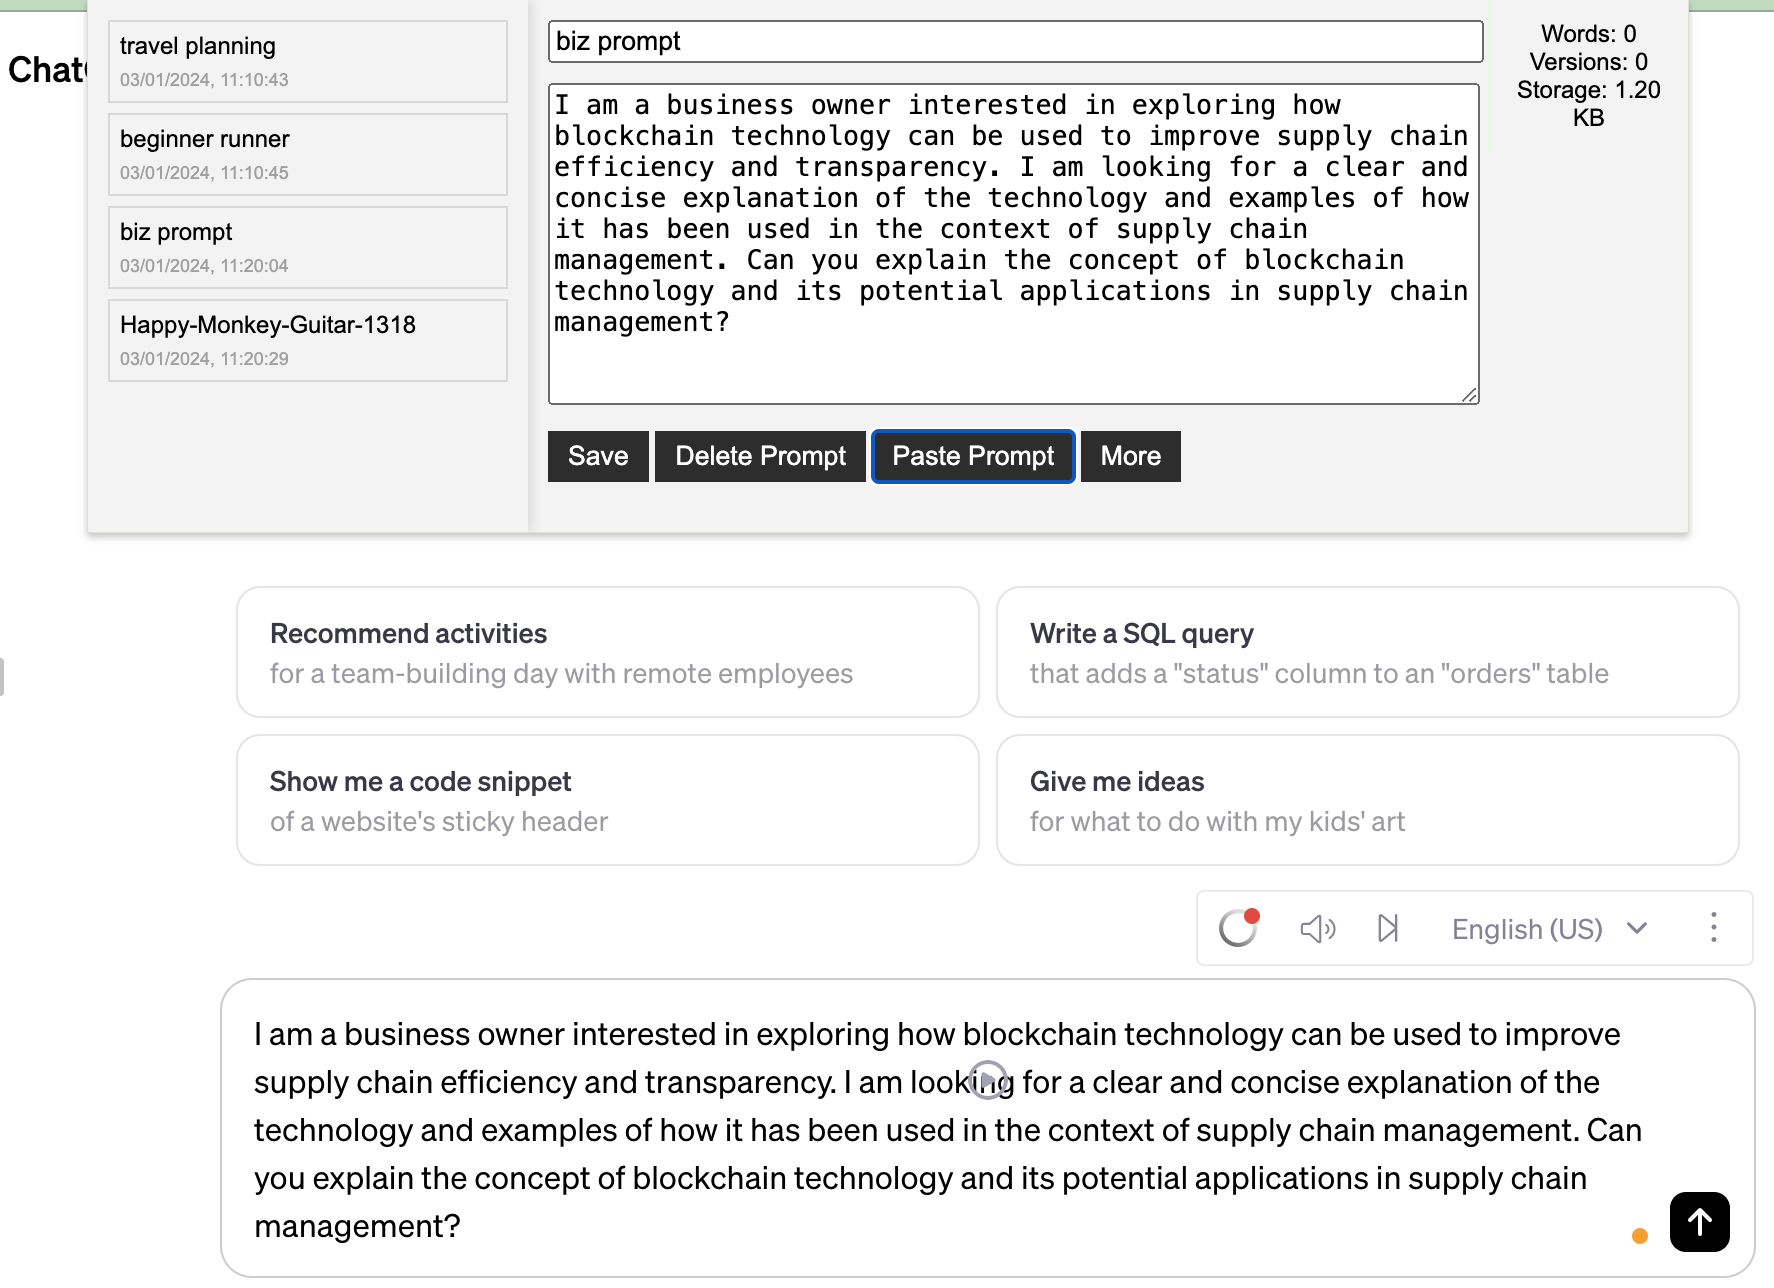 Chat
travel planning
03/01/2024, 11:10:43
beginner runner
03/01/2024, 11:10:45
biz prompt
03/01/2024, 11:20:04
Happy-Monkey-Guitar-1318
03/01/2024, 11:20:29
biz prompt
I am a business owner interested in exploring how
blockchain technology can be used to improve supply chain
efficiency and transparency. I am looking for a clear and
concise explanation of the technology and examples of how
it has been used in the context of supply chain
management. Can you explain the concept of blockchain
technology and its potential applications in supply chain
management?
Save Delete Prompt Paste Prompt More
Words: 0
Versions: 0
Storage: 1.20
KB
Recommend activities
for a team-building day with remote employees
Write a SQL query
that adds a "status" column to an "orders" table
Show me a code snippet
of a website's sticky header
Give me ideas
for what to do with my kids' art
English (US)
I am a business owner interested in exploring how blockchain technology can be used to improve
supply chain efficiency and transparency. I am looking for a clear and concise explanation of the
technology and examples of how it has been used in the context of supply chain management. Can
you explain the concept of blockchain technology and its potential applications in supply chain
management?